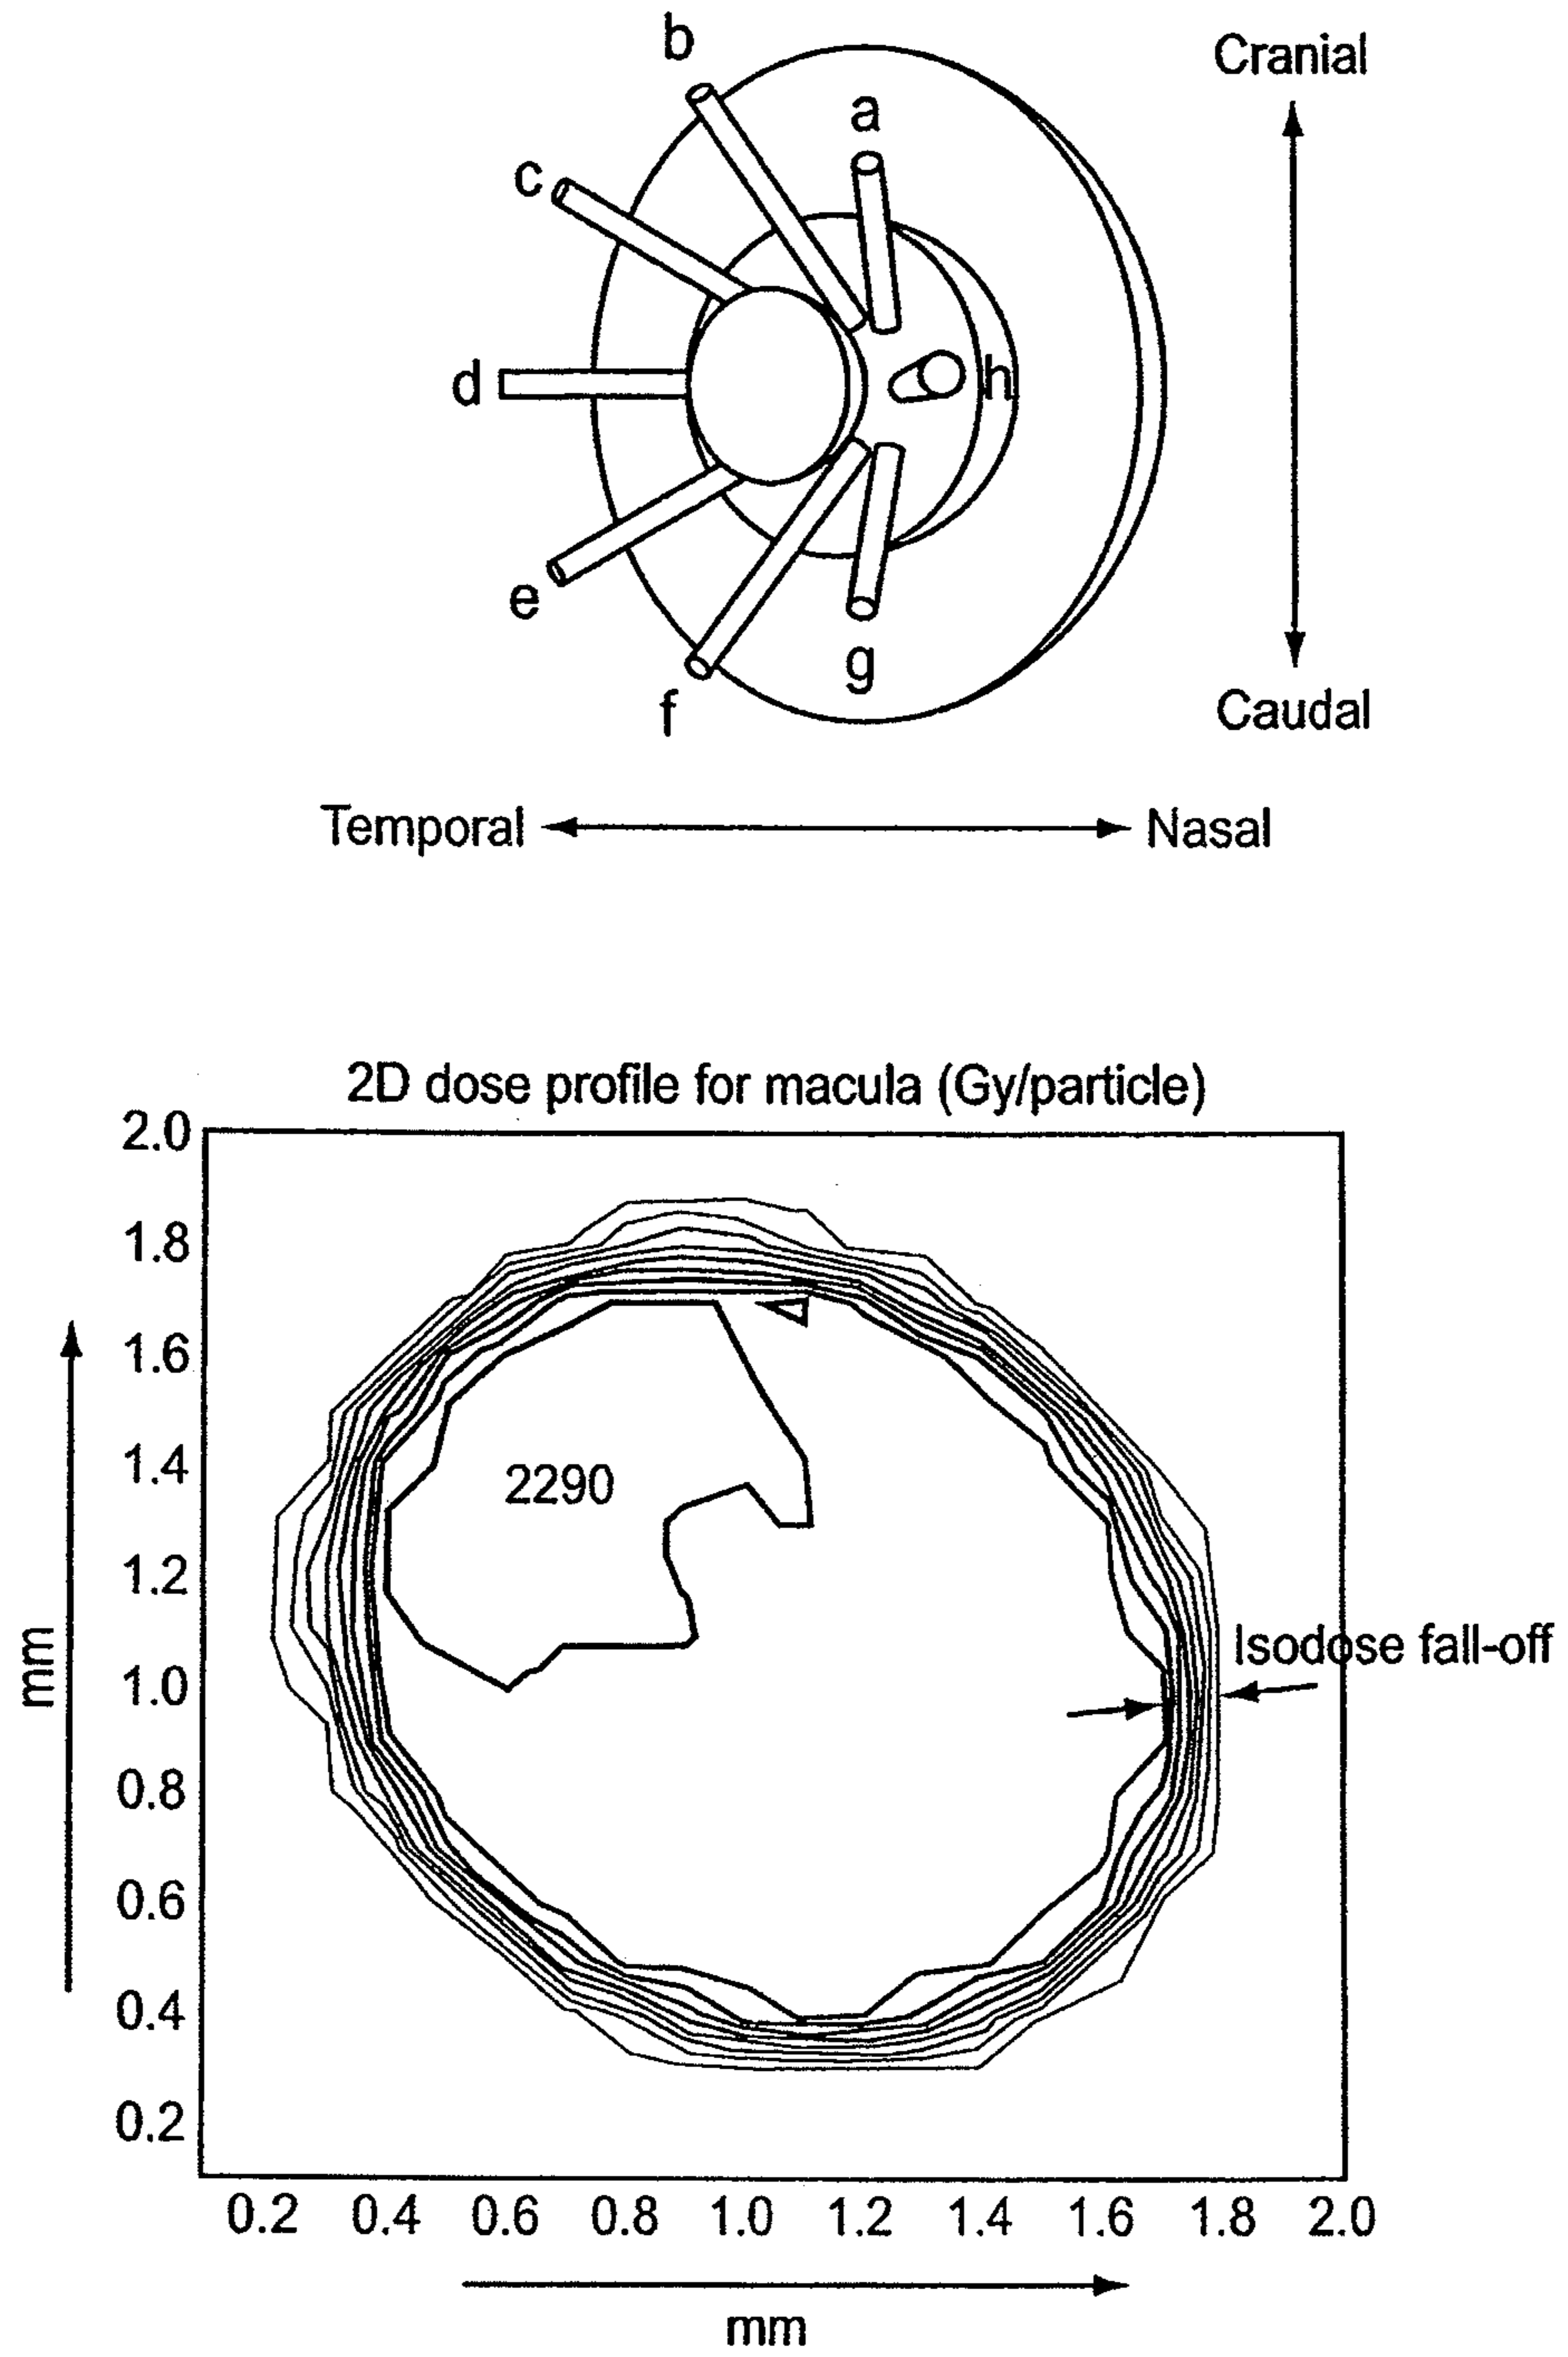 b
Cranial
a
c
d
h
e
g
f
Caudal
Temporal
Nasal
2D dose profile for macula (Gy/particle)
2.0
1.8
1.6
1.4
2290
1.2
Isodose fall-off
mm
1.0
0.8
0.6
0.4
0.2
0.2 0.4 0.6 0.8 1.0 1.2 1.4 1.6 1.8 2.0
mm